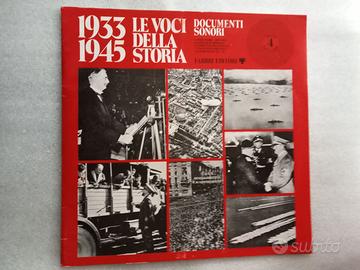 1933
1945
LE VOCI
DELLA
STORIA
DOCUMENTI
SONORI
4
FABBRI EDITORI
subito